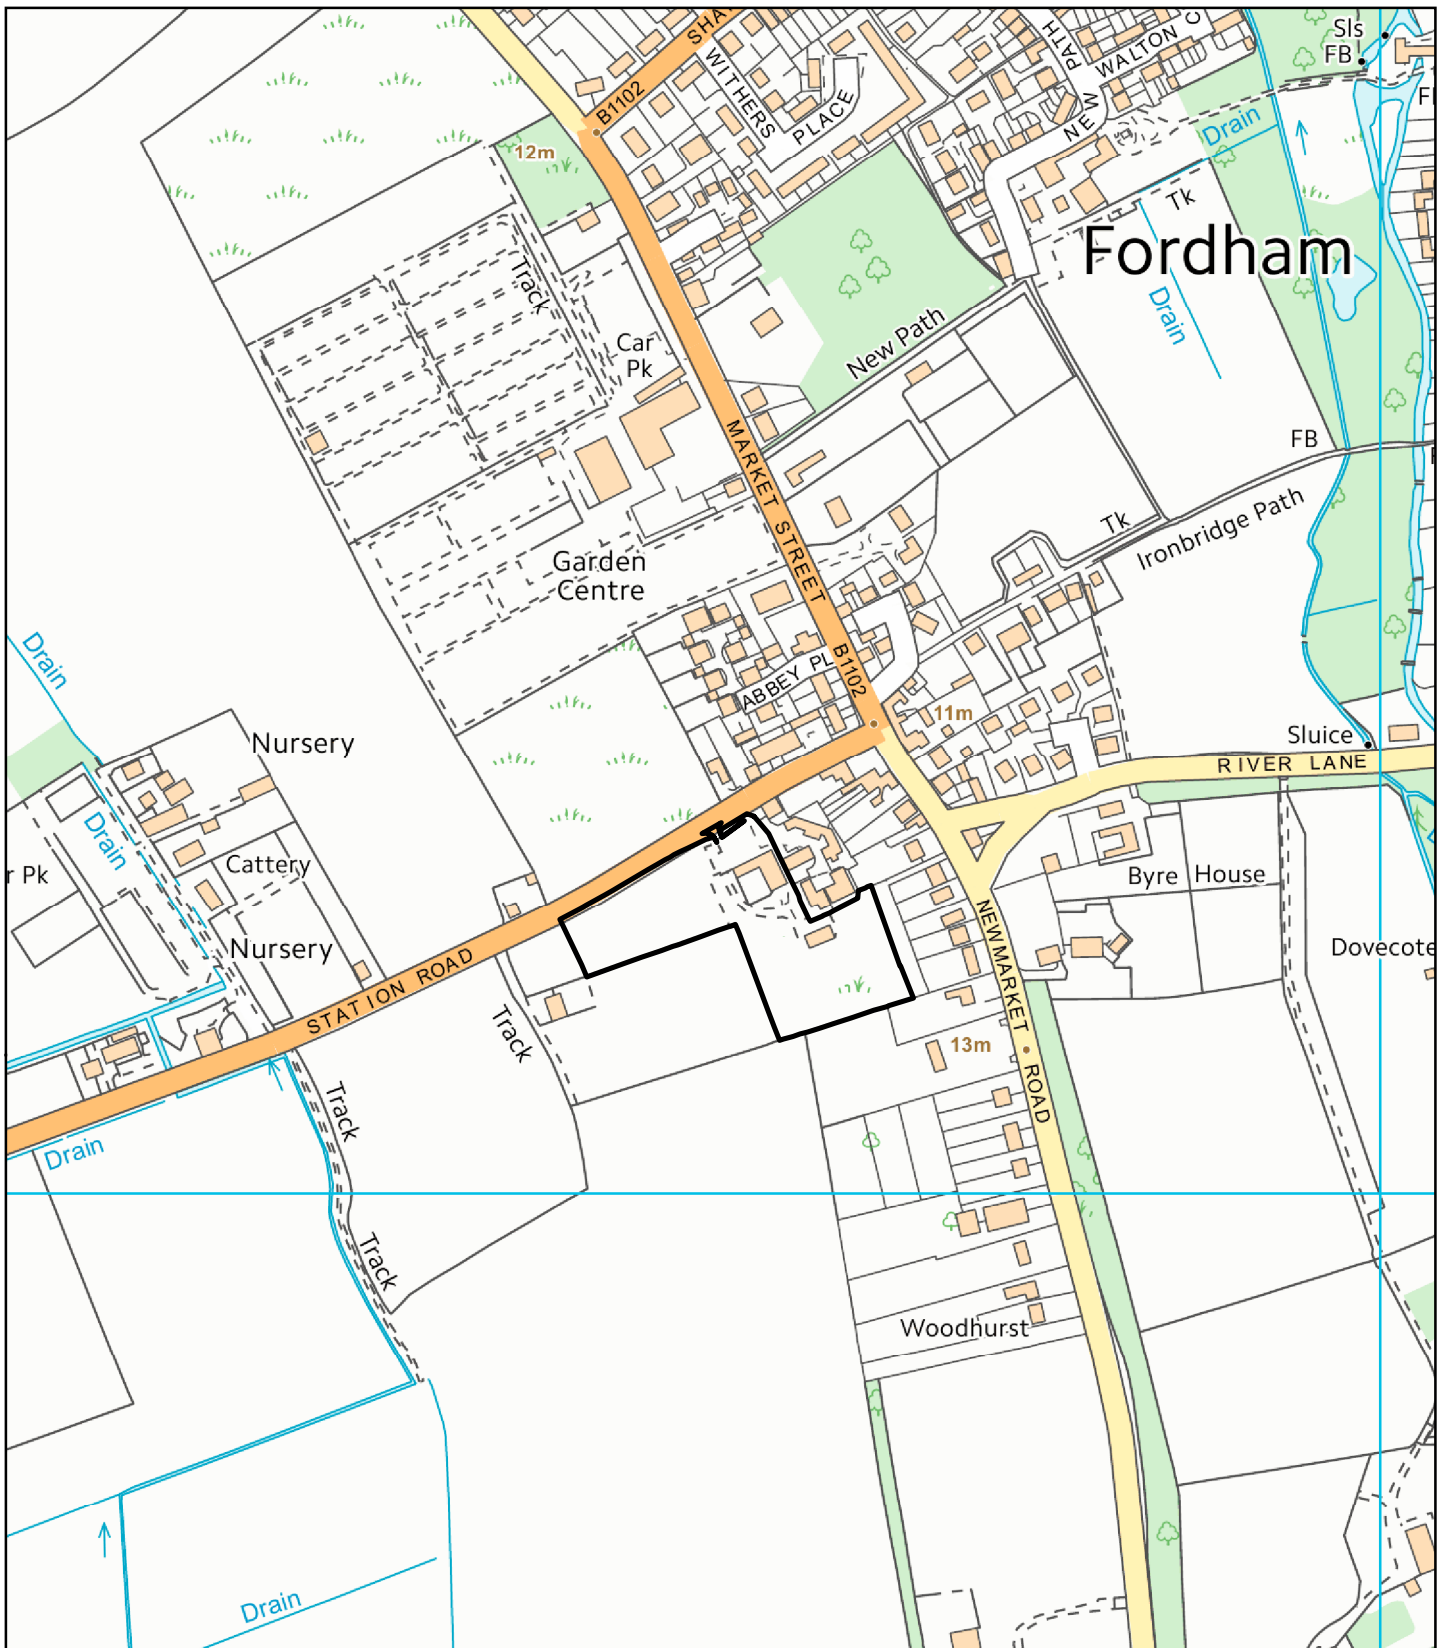 Sls
FB
SHA
B1102
WITHERS
PLACE
NEW
PATH
WALTON C
Drain
12m
Tk
Fordham
Track
Drain
Car
Pk
New Path
MARKET STREET
FB
Tk
Ironbridge Path
Garden
Centre
Drain
B1102
ABBEY PL
11m
Nursery
Sluice
RIVER LANE
Drain
Cattery
r Pk
Byre House
Nursery
Dovecote
NEWMARKET ROAD
STATION ROAD
Track
13m
Track
Drain
Track
Woodhurst
Drain